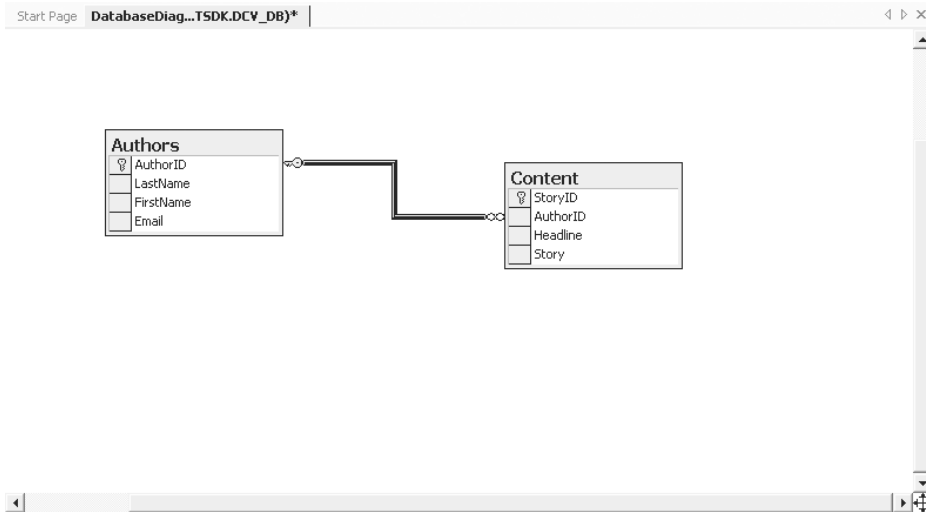 Start Page DatabaseDiag...TSDK.DCV_DB)*
Authors
AuthorID
LastName
FirstName
Email
Content
StoryID
AuthorID
Headline
Story